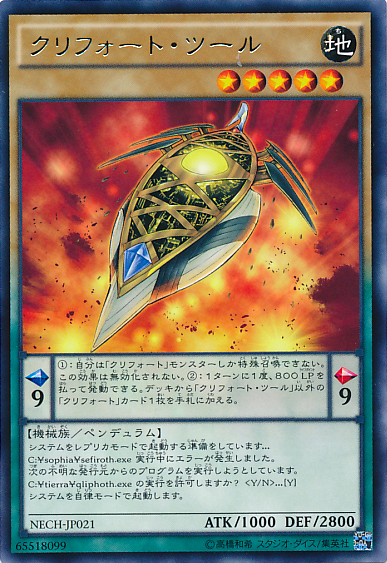 クリフォート・ツール
地
①:自分は「クリフォート」モンスターしか特殊召喚できない。
この効果は無効化されない。②:1ターンに1度、800LPを
払って発動できる。デッキから「クリフォート・ツール」以外の
「クリフォート」カード1枚を手札に加える。
9
9
【機械族／ペンデュラム】
システムをレプリカモードで起動する準備をしています...
C:¥sophia¥sefiroth.exe 実行中にエラーが発生しました。
次の不明な発行元からのプログラムを実行しようとしています。
C:¥tierra¥qliphoth.exe の実行を許可しますか? <Y/N>...[Y]
システムを自律モードで起動します。
NECH-JP021
ATK/1000 DEF/2800
65518099
©高橋和希 スタジオ・ダイス/集英社